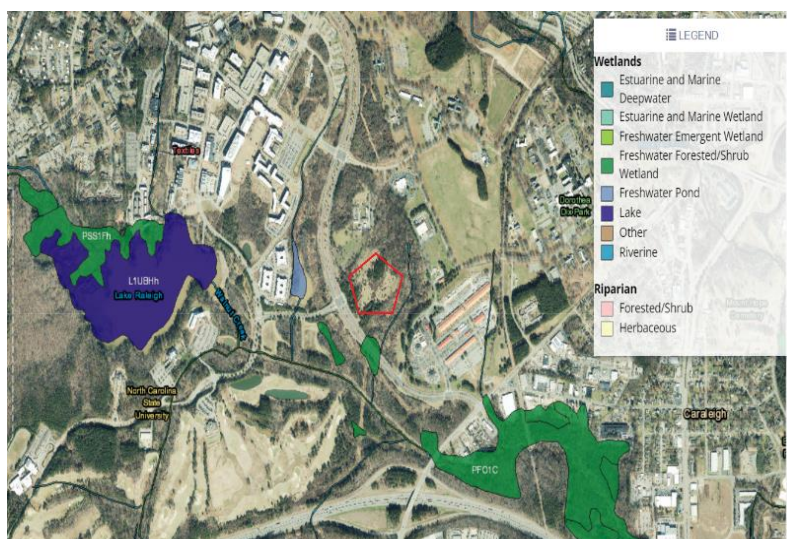 LEGEND
Wetlands
Estuarine and Marine
Deepwater
Estuarine and Marine Wetland
Freshwater Emergent Wetland
Freshwater Forested/Shrub
Wetland
Freshwater Pond
Lake
Other
Riverine
Riparian
Forested/Shrub
Herbaceous
Textiles
PSS1Fh
L1UBHh
Lake Raleigh
Walnut Creek
Dorothea
Dix Park
North Carolina
State
University
Caraleigh
PFO1C